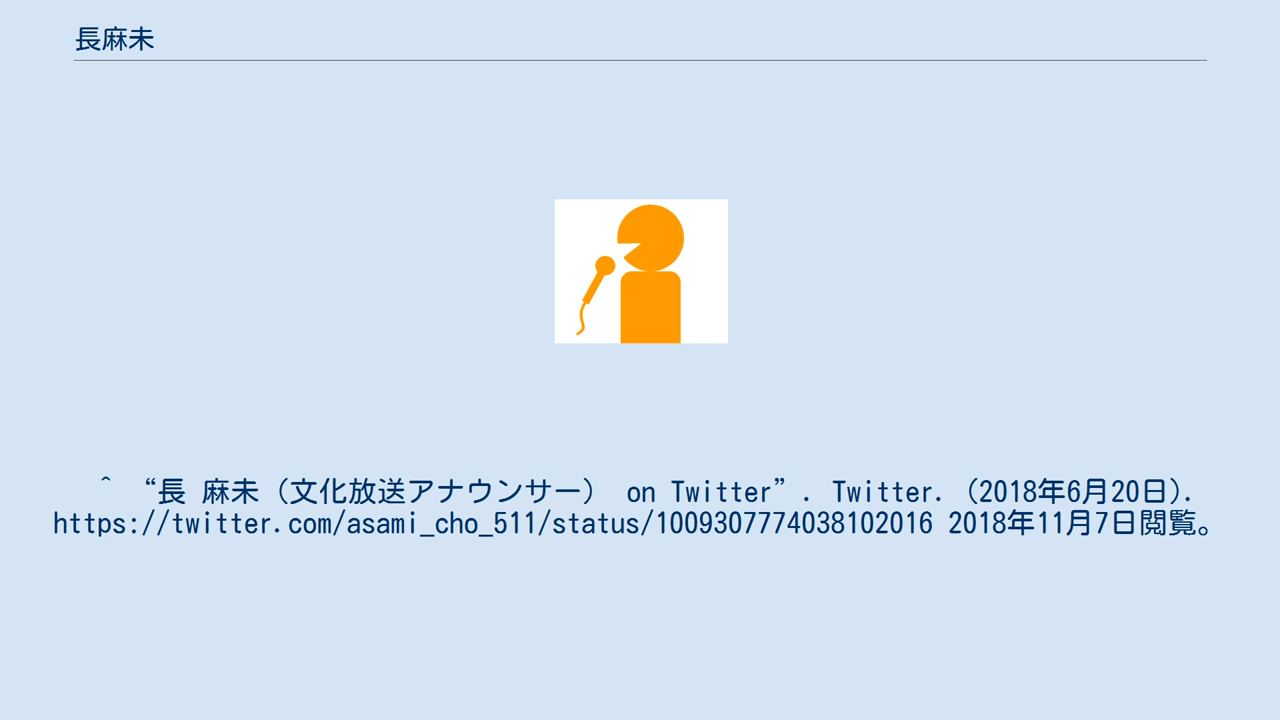 長麻未
^ “長 麻未（文化放送アナウンサー） on Twitter”. Twitter. (2018年6月20日).
https://twitter.com/asami_cho_511/status/1009307774038102016 2018年11月7日閲覧。